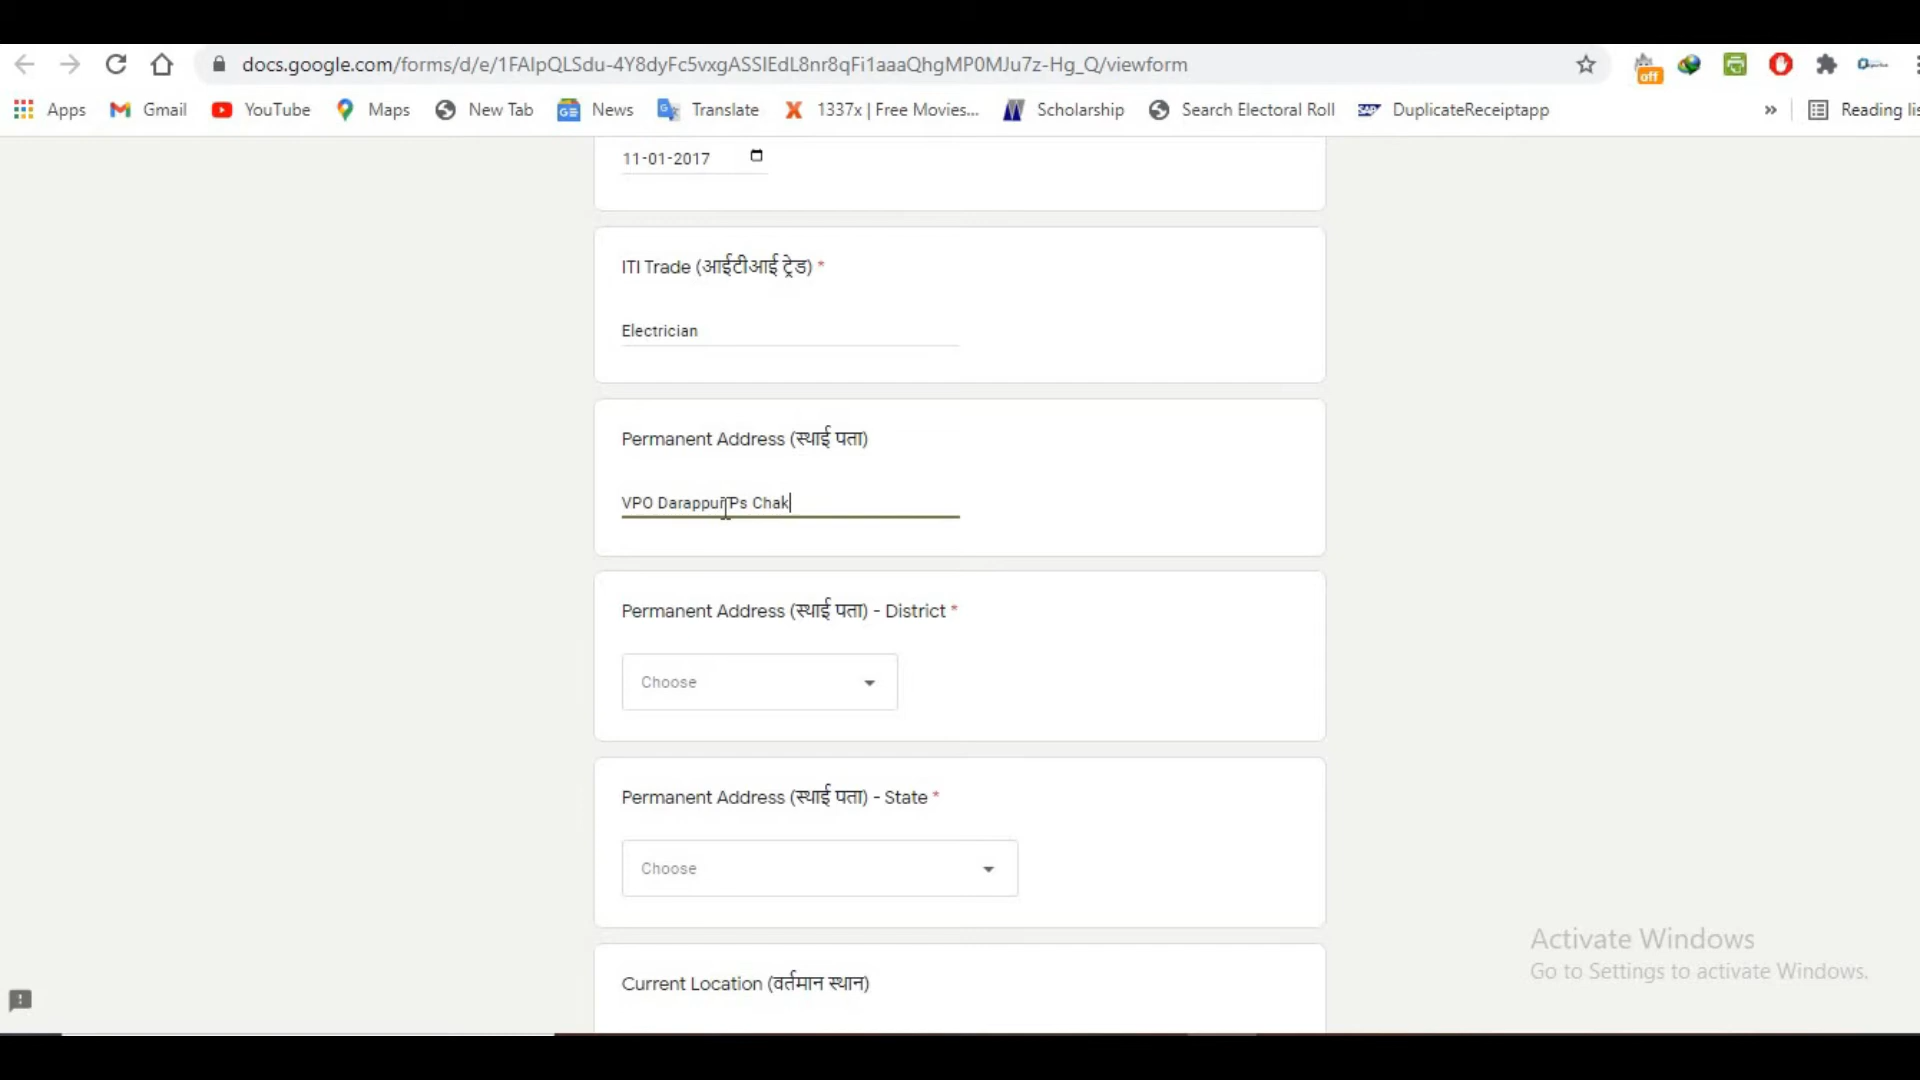 docs.google.com/forms/d/e/1FAIpQLSdu-4Y8dyFc5vxgASSIEdL8nr8qFi1aaaQhgMP0MJu7z-Hg_Q/viewform
off
Apps Gmail YouTube Maps New Tab News Translate 1337x | Free Movies... Scholarship Search Electoral Roll DuplicateReceiptapp » Reading lis
11-01-2017
ITI Trade (आईटीआई ट्रेड) *
Electrician
Permanent Address (स्थाई पता)
VPO Darappur Ps Chak
Permanent Address (स्थाई पता) - District *
Choose
Permanent Address (स्थाई पता) - State *
Choose
Current Location (वर्तमान स्थान)
Activate Windows
Go to Settings to activate Windows.